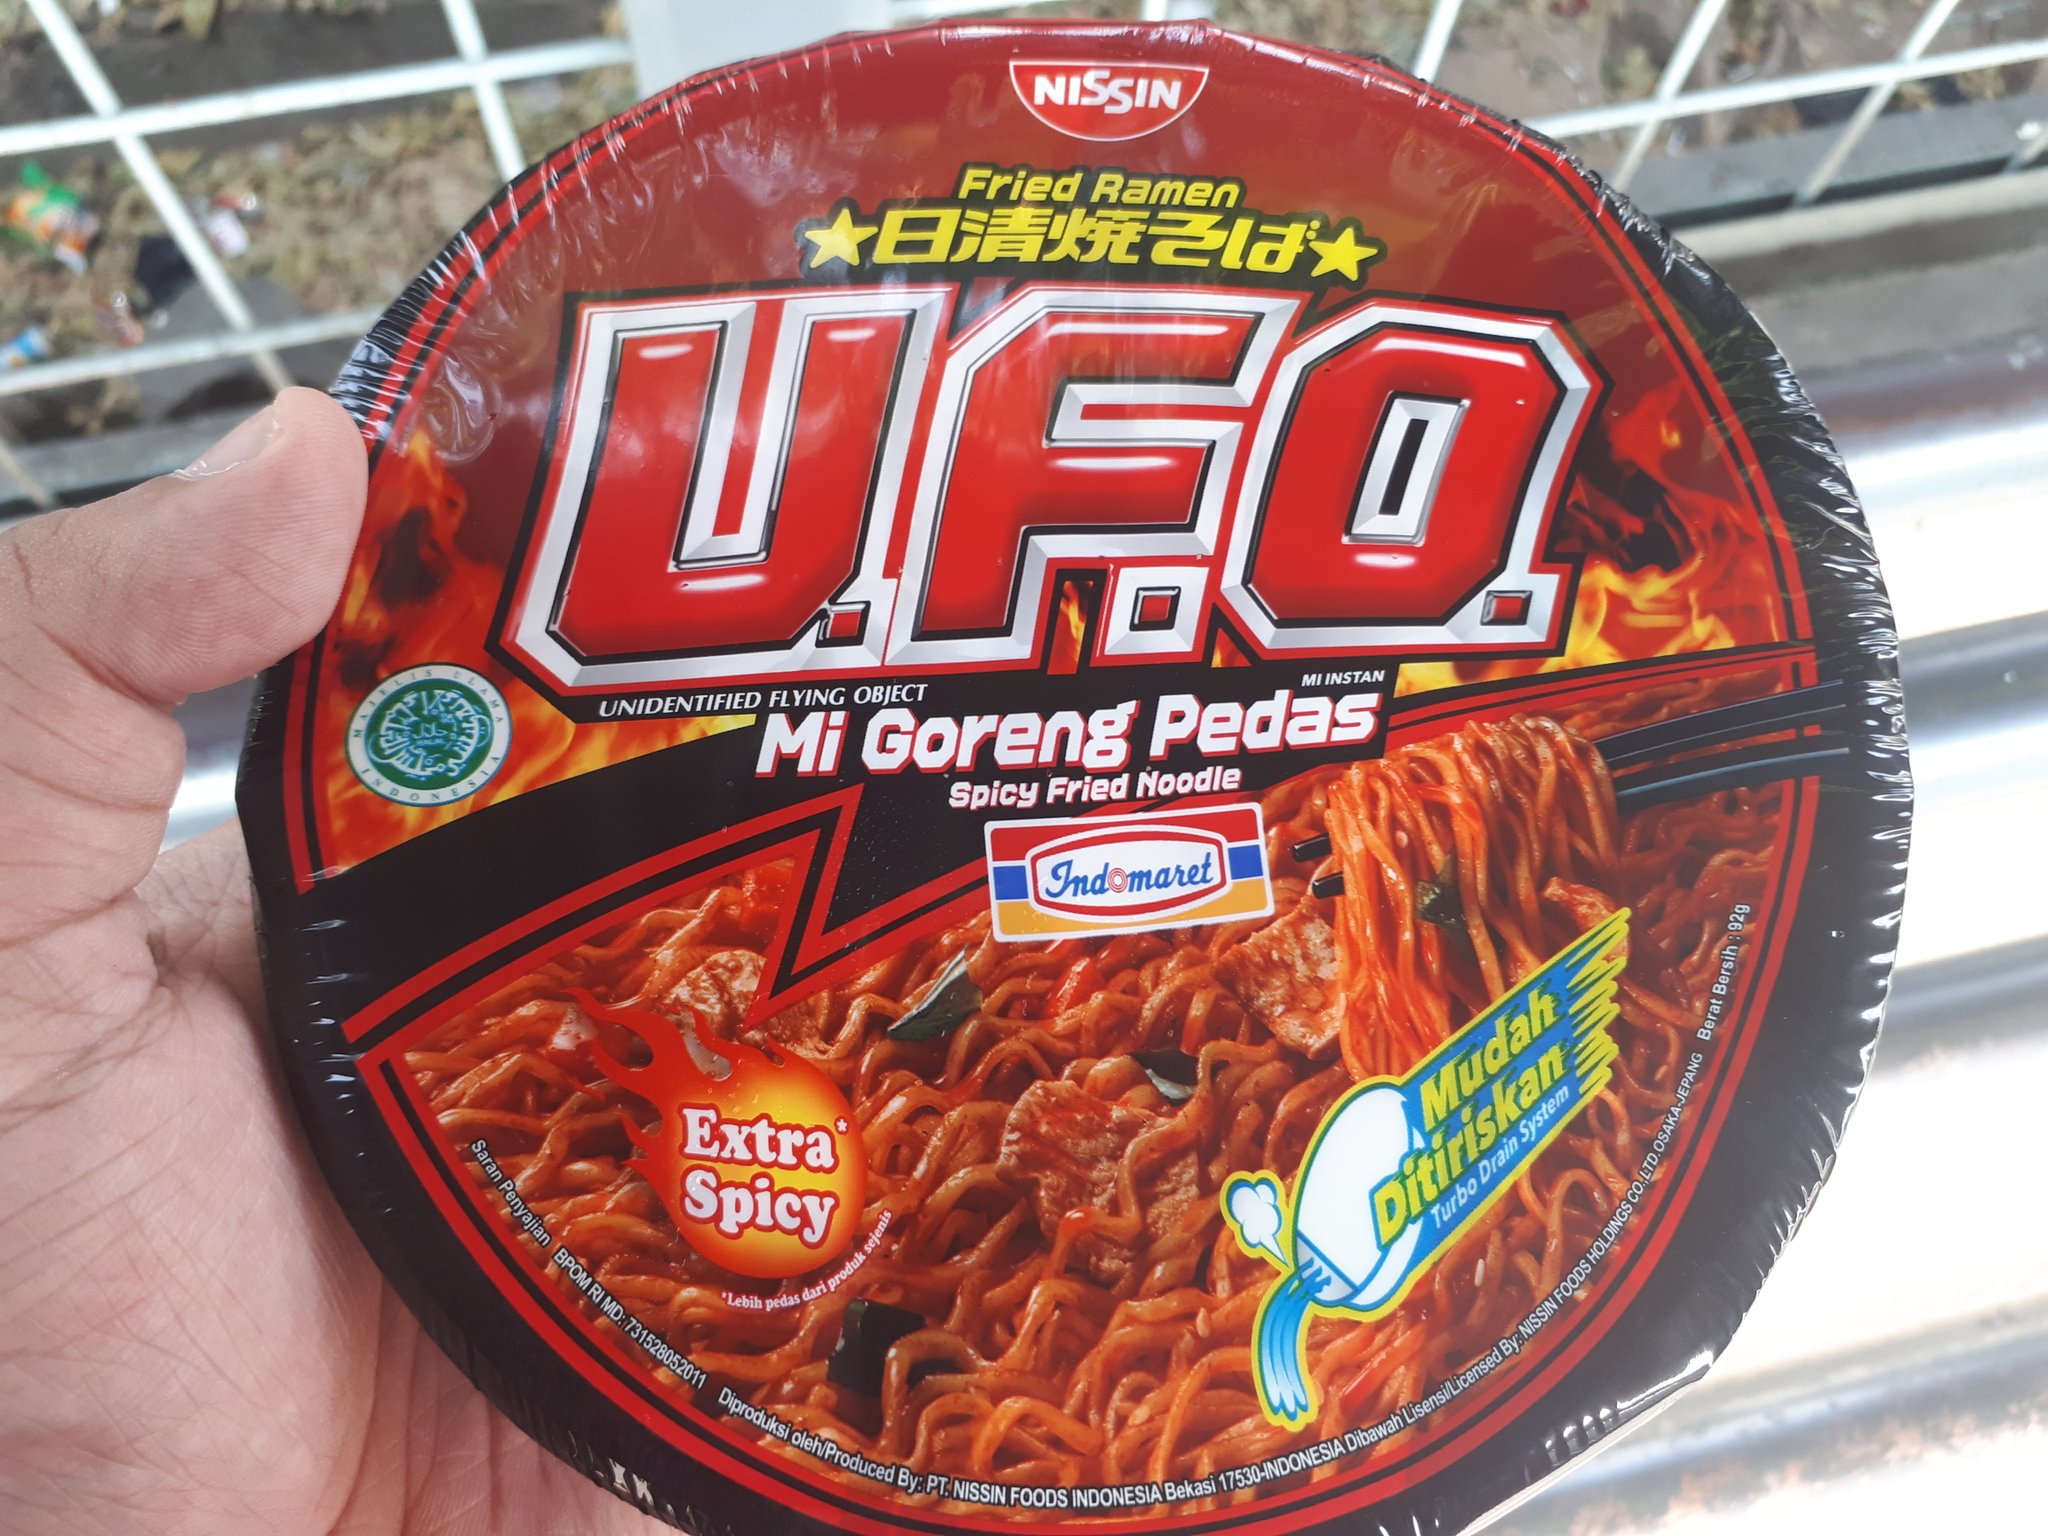 NISSIN
Fried Ramen
★日清焼そば★
U.F.O.
UNIDENTIFIED FLYING OBJECT
MI INSTAN
Mi Goreng Pedas
Spicy Fried Noodle
MAJELIS ULAMA
INDONESIA
Indomaret
Extra*
Spicy
*Lebih pedas dari produk sejenis
Mudah
Ditiriskan
Turbo Drain System
Saran Penyajian BPOM RI MD: 731528052011 Diproduksi oleh/Produced By: PT. NISSIN FOODS INDONESIA Bekasi 17530-INDONESIA Dibawah Lisensi/Licensed By: NISSIN FOODS HOLDINGS CO.,LTD.OSAKA-JEPANG Berat Bersih : 92g